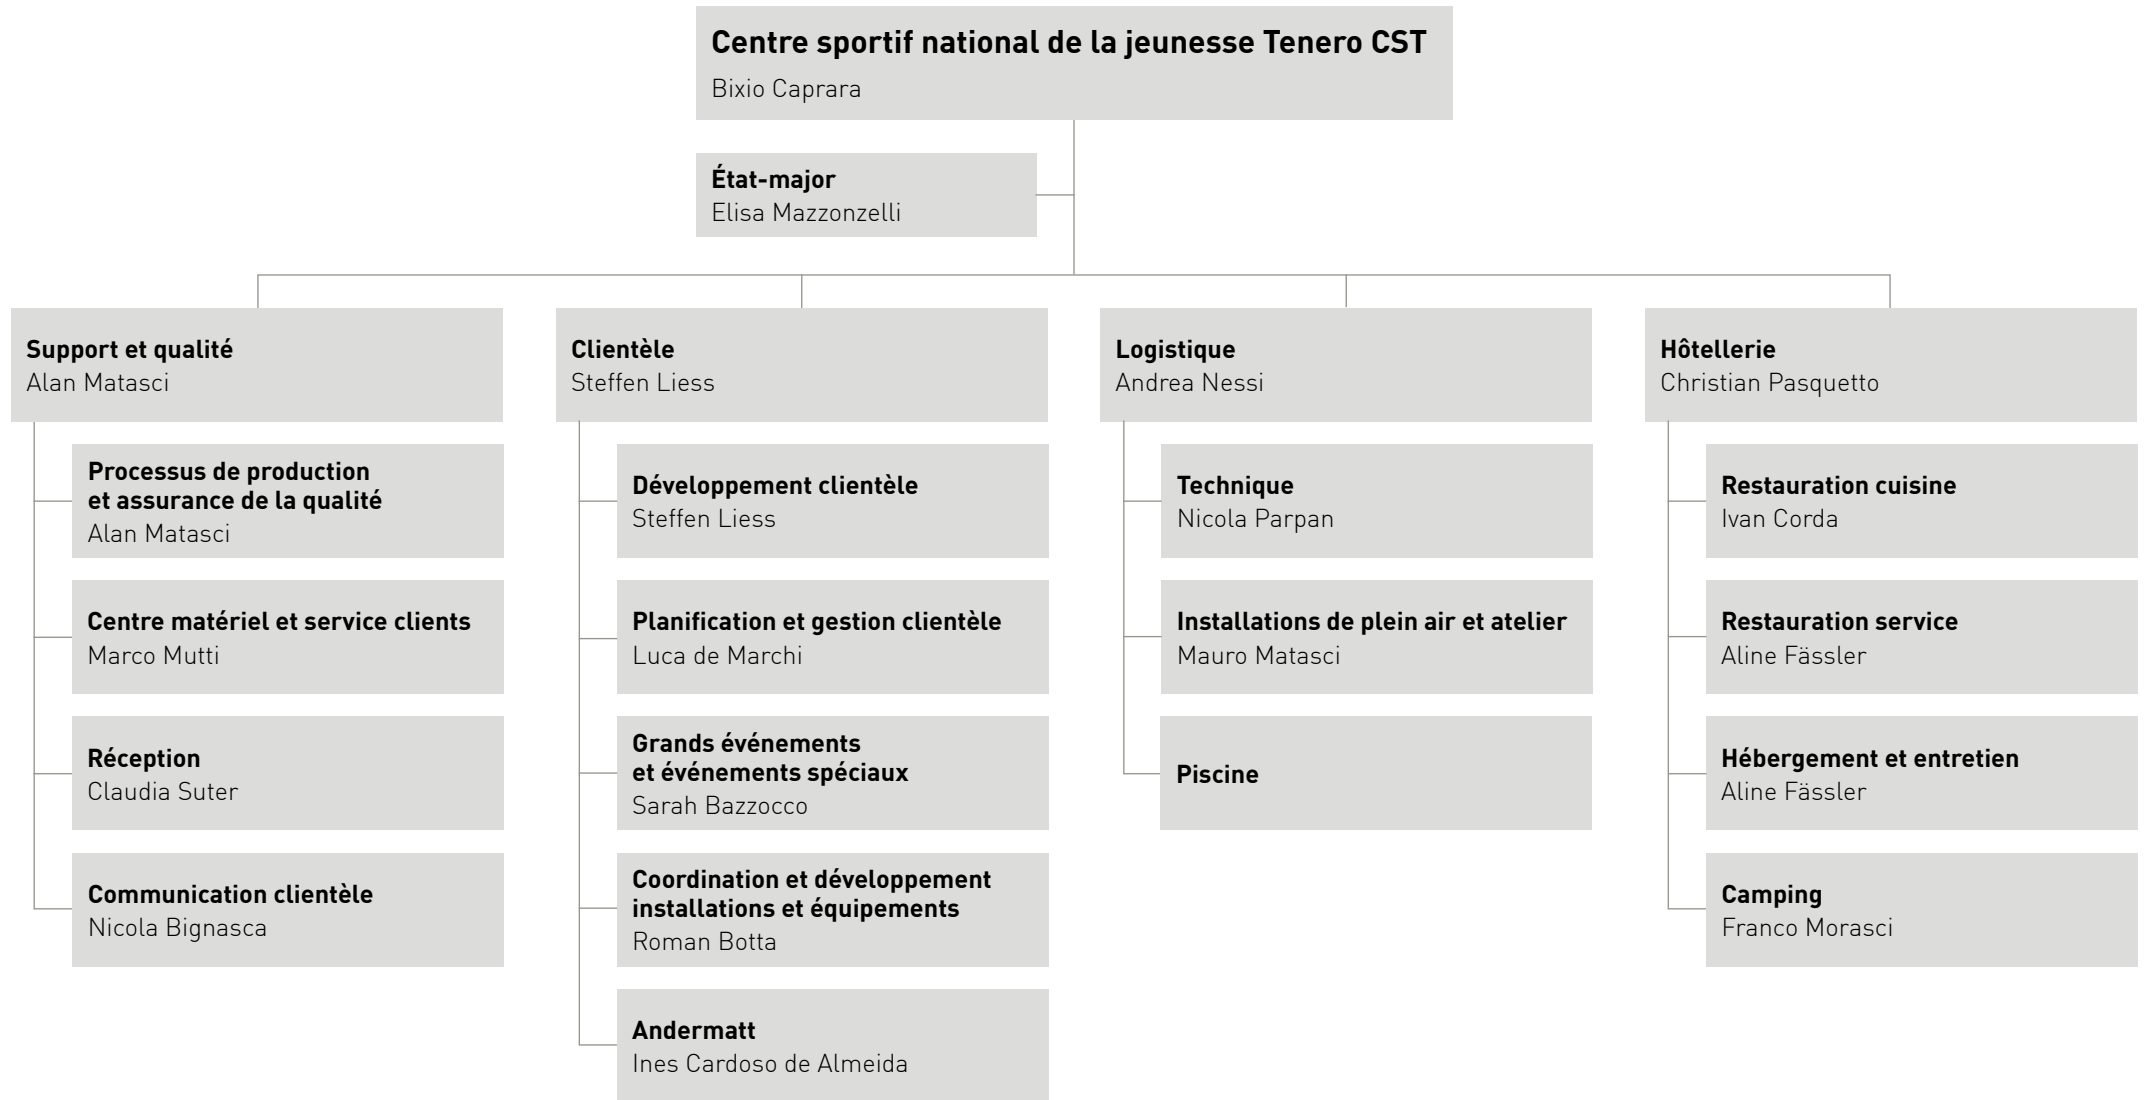 Centre sportif national de la jeunesse Tenero CST
Bixio Caprara
État-major
Elisa Mazzonzelli
Support et qualité
Alan Matasci
Processus de production
et assurance de la qualité
Alan Matasci
Centre matériel et service clients
Marco Mutti
Réception
Claudia Suter
Communication clientèle
Nicola Bignasca
Clientèle
Steffen Liess
Développement clientèle
Steffen Liess
Planification et gestion clientèle
Luca de Marchi
Grands événements
et événements spéciaux
Sarah Bazzocco
Coordination et développement
installations et équipements
Roman Botta
Andermatt
Ines Cardoso de Almeida
Logistique
Andrea Nessi
Technique
Nicola Parpan
Installations de plein air et atelier
Mauro Matasci
Piscine
Hôtellerie
Christian Pasquetto
Restauration cuisine
Ivan Corda
Restauration service
Aline Fässler
Hébergement et entretien
Aline Fässler
Camping
Franco Morasci